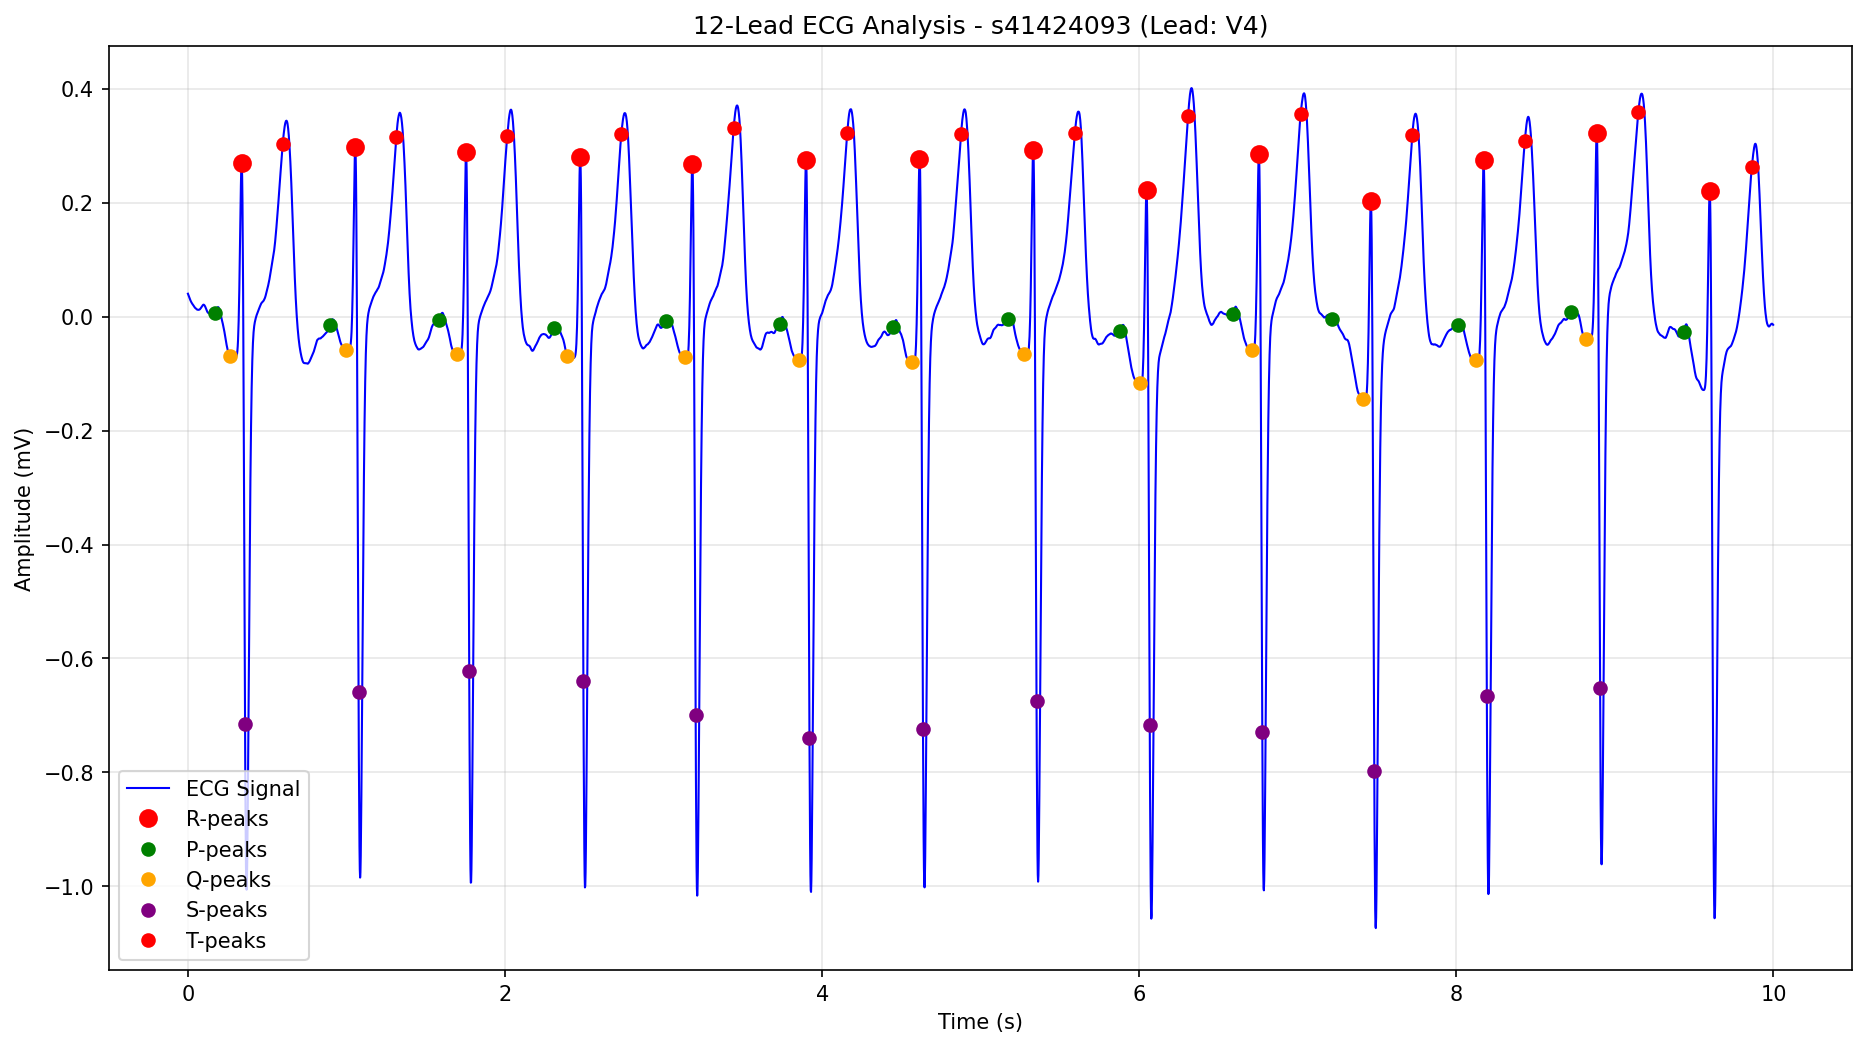 12-Lead ECG Analysis - s41424093 (Lead: V4)
Amplitude (mV)
0.4
0.2
0.0
−0.2
−0.4
−0.6
−0.8
−1.0
ECG Signal
R-peaks
P-peaks
Q-peaks
S-peaks
T-peaks
0 2 4 6 8 10
Time (s)